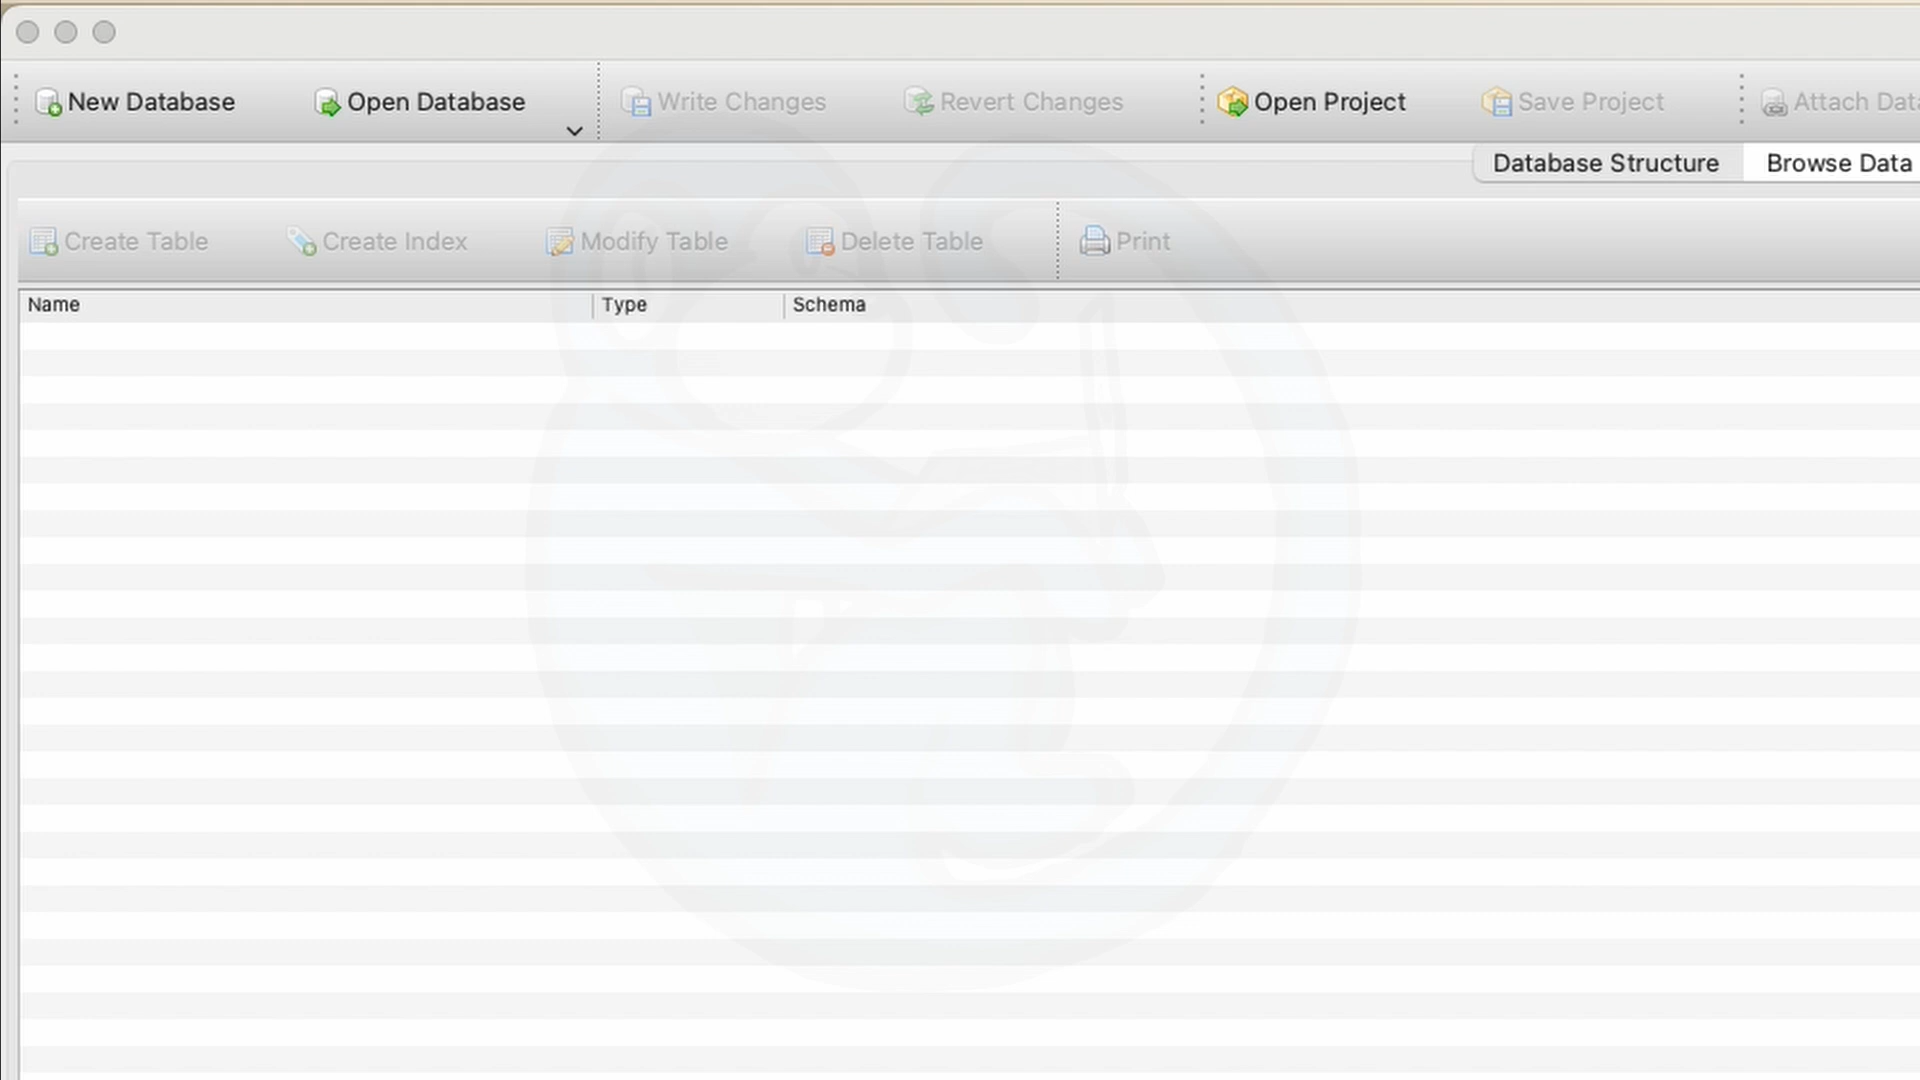 New Database Open Database Write Changes Revert Changes Open Project Save Project Attach
Database Structure Browse Data
Create Table Create Index Modify Table Delete Table Print
Name Type Schema